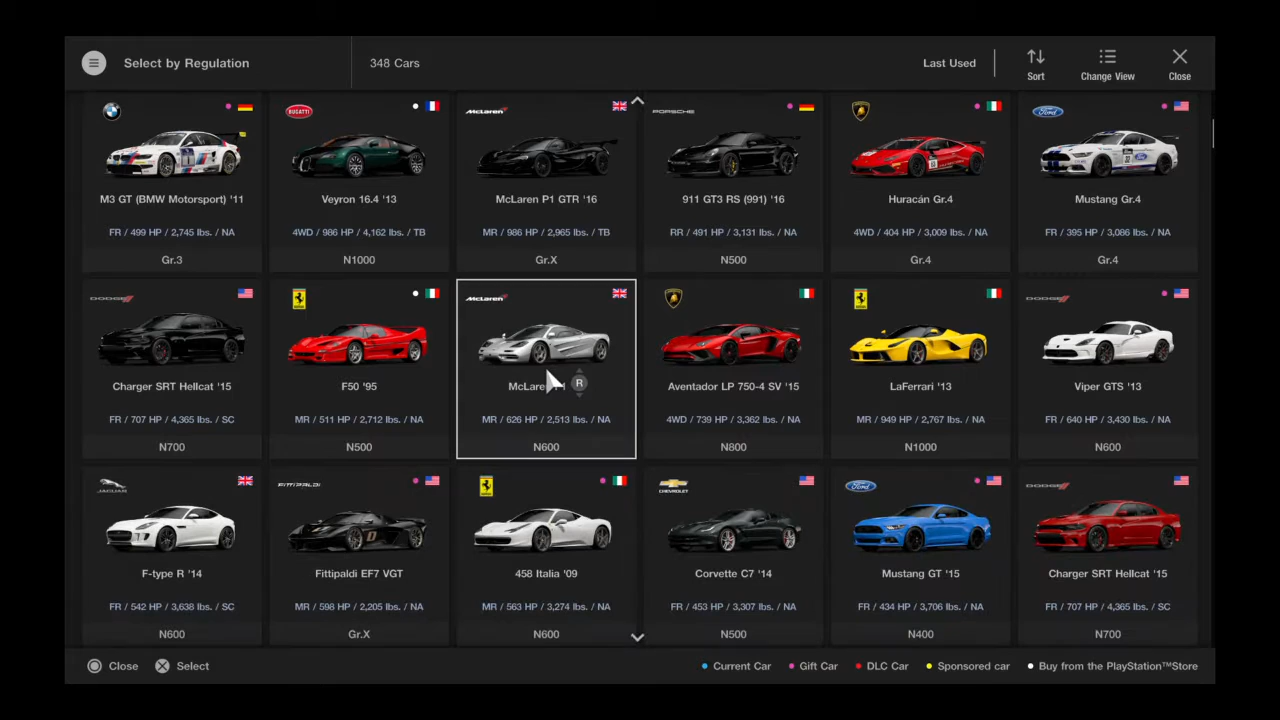 Select by Regulation
348 Cars
Last Used
Sort
Change View
Close
BUGATTI
McLaren
PORSCHE
Ford
M3 GT (BMW Motorsport) '11
Veyron 16.4 '13
McLaren P1 GTR '16
911 GT3 RS (991) '16
Huracán Gr.4
Mustang Gr.4
FR / 499 HP / 2,745 lbs. / NA
4WD / 986 HP / 4,162 lbs. / TB
MR / 986 HP / 2,965 lbs. / TB
RR / 491 HP / 3,131 lbs. / NA
4WD / 404 HP / 3,009 lbs. / NA
FR / 395 HP / 3,086 lbs. / NA
Gr.3
N1000
Gr.X
N500
Gr.4
Gr.4
DODGE
McLaren
DODGE
Charger SRT Hellcat '15
F50 '95
R
Aventador LP 750-4 SV '15
LaFerrari '13
Viper GTS '13
FR / 707 HP / 4,365 lbs. / SC
MR / 511 HP / 2,712 lbs. / NA
MR / 626 HP / 2,513 lbs. / NA
4WD / 739 HP / 3,362 lbs. / NA
MR / 949 HP / 2,767 lbs. / NA
FR / 640 HP / 3,430 lbs. / NA
N700
N500
N600
N800
N1000
N600
JAGUAR
FITTIPALDI
CHEVROLET
Ford
DODGE
F-type R '14
Fittipaldi EF7 VGT
458 Italia '09
Corvette C7 '14
Mustang GT '15
Charger SRT Hellcat '15
FR / 542 HP / 3,638 lbs. / SC
MR / 598 HP / 2,205 lbs. / NA
MR / 563 HP / 3,274 lbs. / NA
FR / 453 HP / 3,307 lbs. / NA
FR / 434 HP / 3,706 lbs. / NA
FR / 707 HP / 4,365 lbs. / SC
N600
Gr.X
N600
N500
N400
N700
Close
Select
Current Car
Gift Car
DLC Car
Sponsored car
Buy from the PlayStation™Store